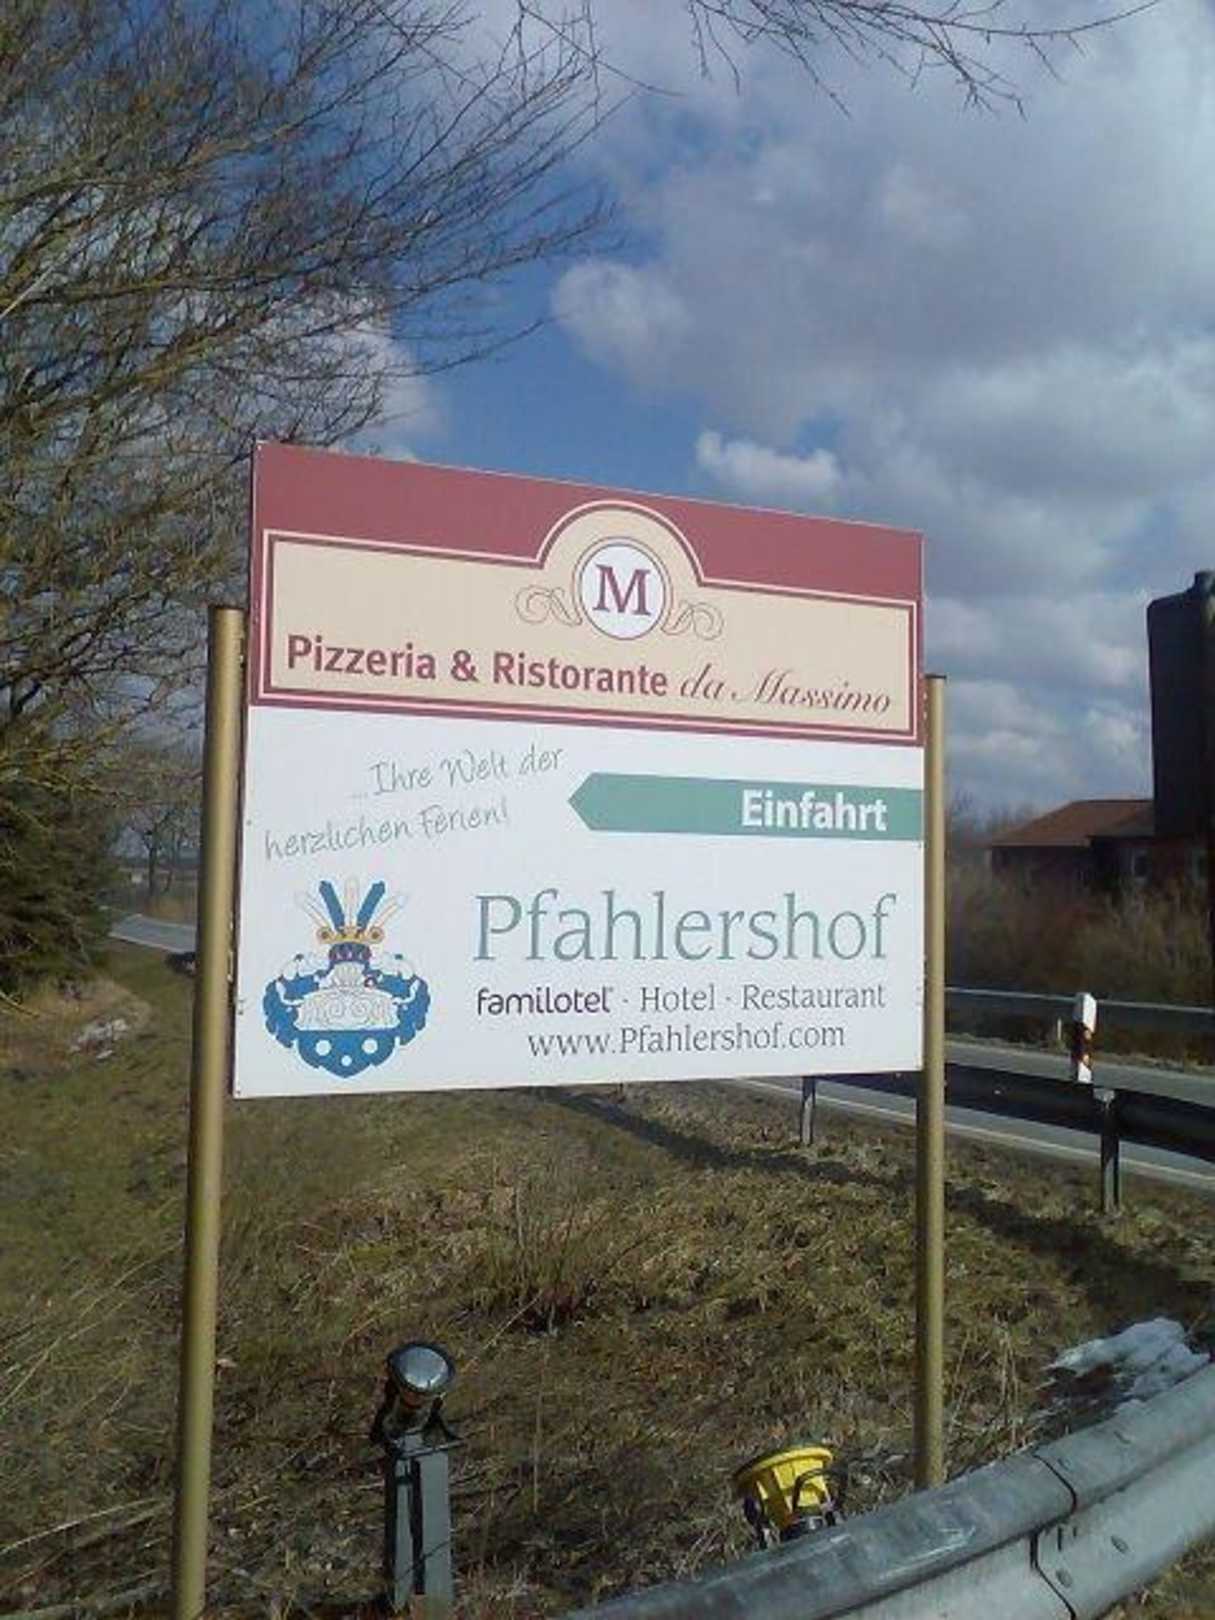 M
Pizzeria & Ristorante da Massimo
...Ihre Welt der
herzlichen Ferien!
Einfahrt
Pfahlershof
familotel · Hotel · Restaurant
www.Pfahlershof.com